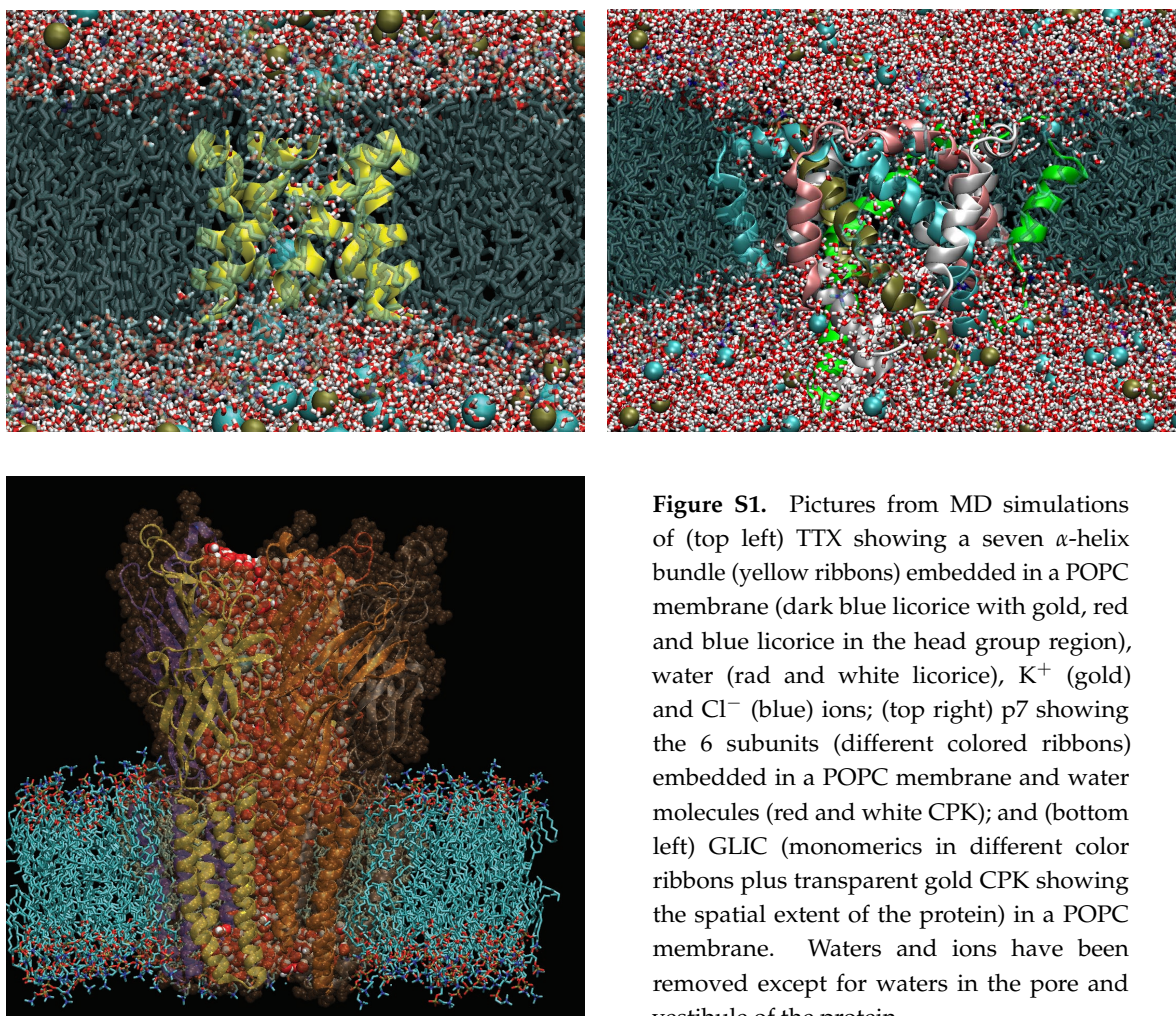 Figure S1. Pictures from MD simulations
of (top left) TTX showing a seven α-helix
bundle (yellow ribbons) embedded in a POPC
membrane (dark blue licorice with gold, red
and blue licorice in the head group region),
water (rad and white licorice), K⁺ (gold)
and Cl⁻ (blue) ions; (top right) p7 showing
the 6 subunits (different colored ribbons)
embedded in a POPC membrane and water
molecules (red and white CPK); and (bottom
left) GLIC (monomerics in different color
ribbons plus transparent gold CPK showing
the spatial extent of the protein) in a POPC
membrane. Waters and ions have been
removed except for waters in the pore and
vestibule of the protein